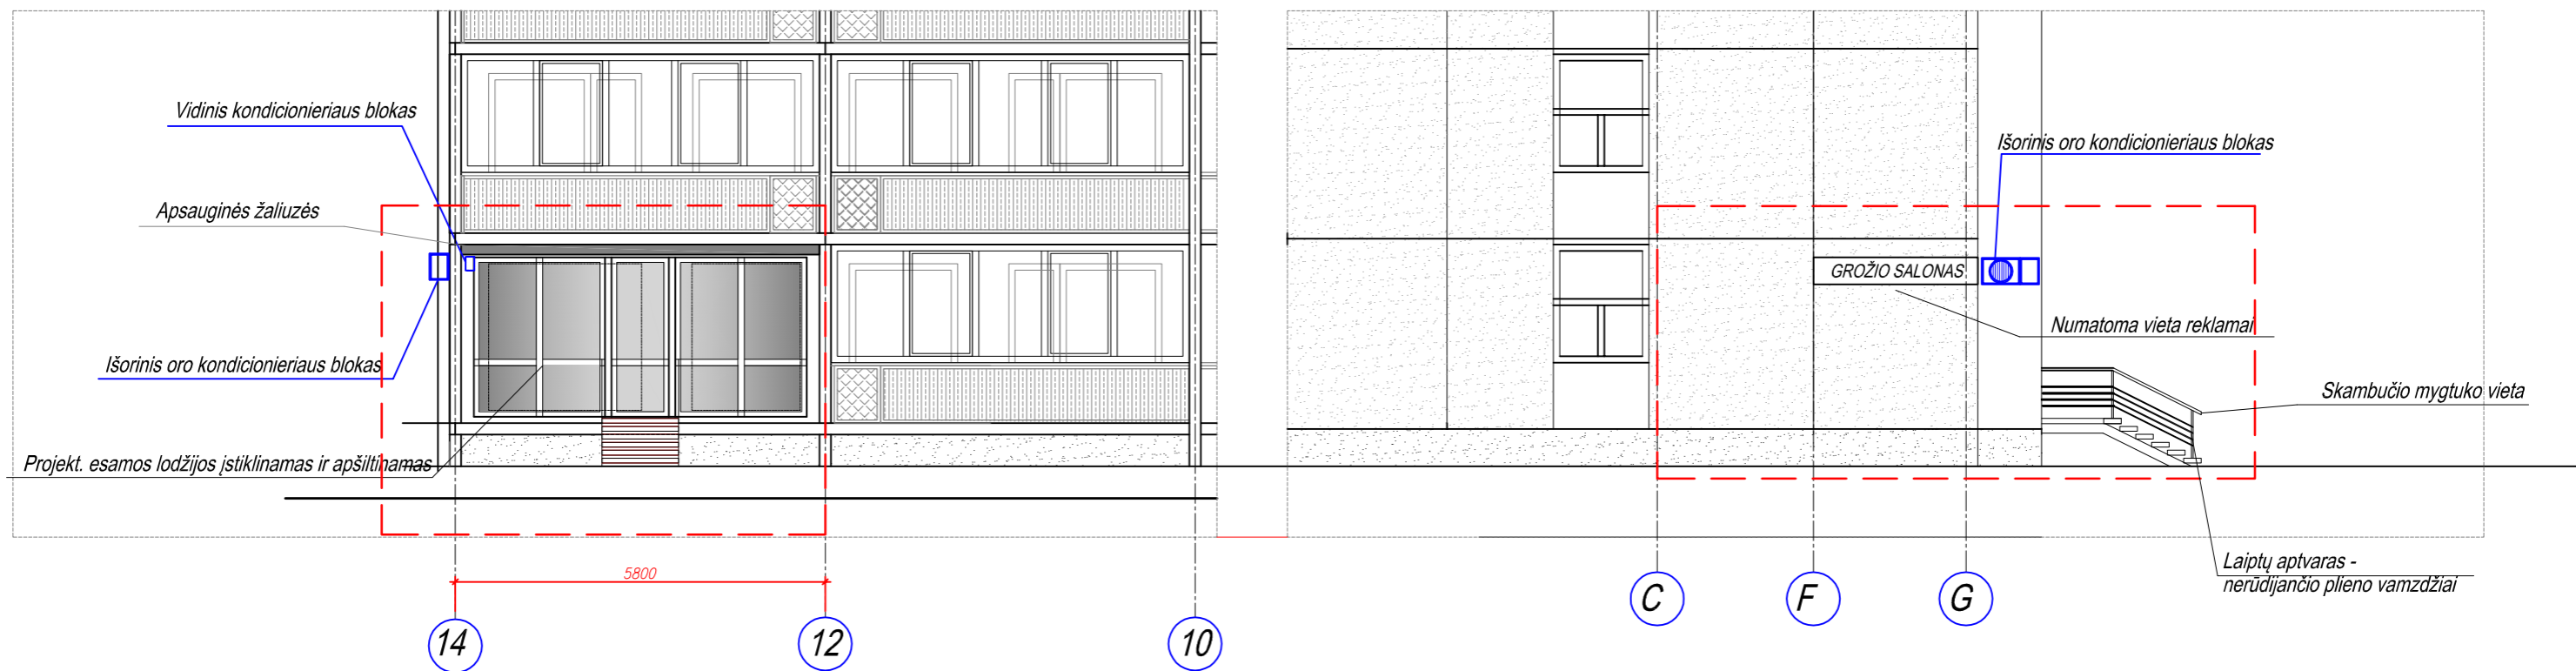 Vidinis kondicionieriaus blokas
Apsauginės žaliuzės
Išorinis oro kondicionieriaus blokas
Projekt. esamos lodžijos įstiklinamas ir apšiltinamas
5800
14
12
10
Išorinis oro kondicionieriaus blokas
GROŽIO SALONAS
Numatoma vieta reklamai
Skambučio mygtuko vieta
Laiptų aptvaras -
nerūdijančio plieno vamzdžiai
C
F
G